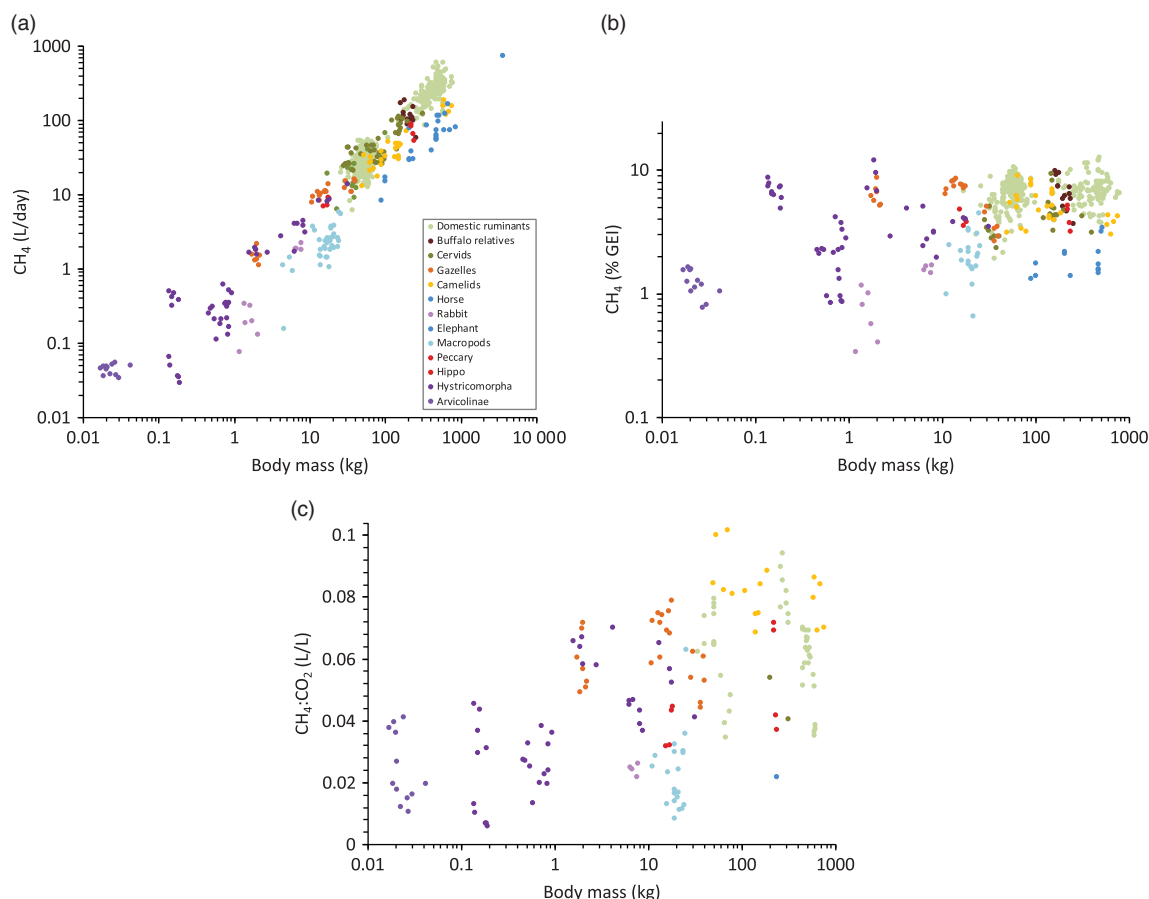 (a)
1000
100
10
1
0.1
0.01
CH₄ (L/day)
0.01
0.1
1
10
100
1000
10 000
Body mass (kg)
Domestic ruminants
Buffalo relatives
Cervids
Gazelles
Camelids
Horse
Rabbit
Elephant
Macropods
Peccary
Hippo
Hystricomorpha
Arvicolinae
(b)
10
1
0.1
CH₄ (% GEI)
0.01
0.1
1
10
100
1000
Body mass (kg)
(c)
0.1
0.08
0.06
0.04
0.02
0
CH₄:CO₂ (L/L)
0.01
0.1
1
10
100
1000
Body mass (kg)